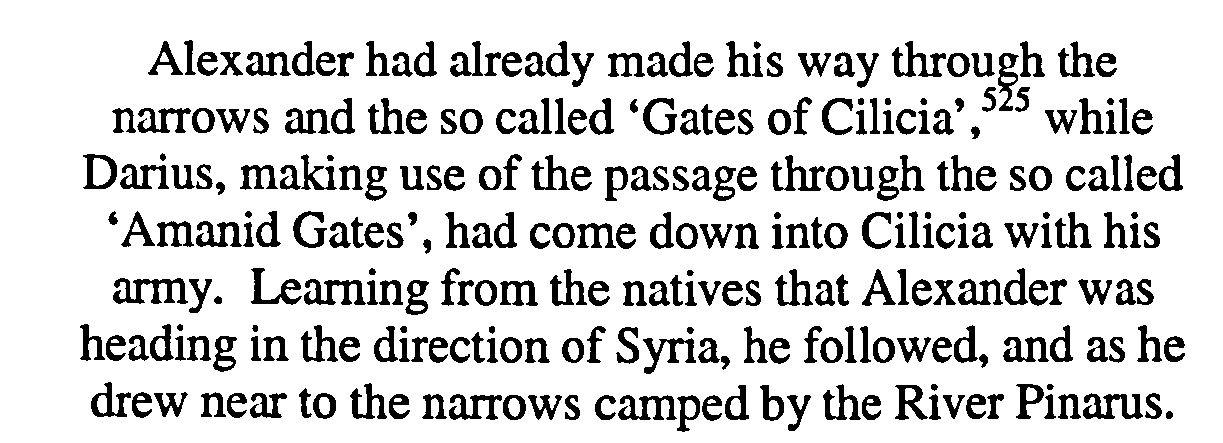 Alexander had already made his way through the
narrows and the so called ‘Gates of Cilicia’,525 while
Darius, making use of the passage through the so called
‘Amanid Gates’, had come down into Cilicia with his
army. Learning from the natives that Alexander was
heading in the direction of Syria, he followed, and as he
drew near to the narrows camped by the River Pinarus.